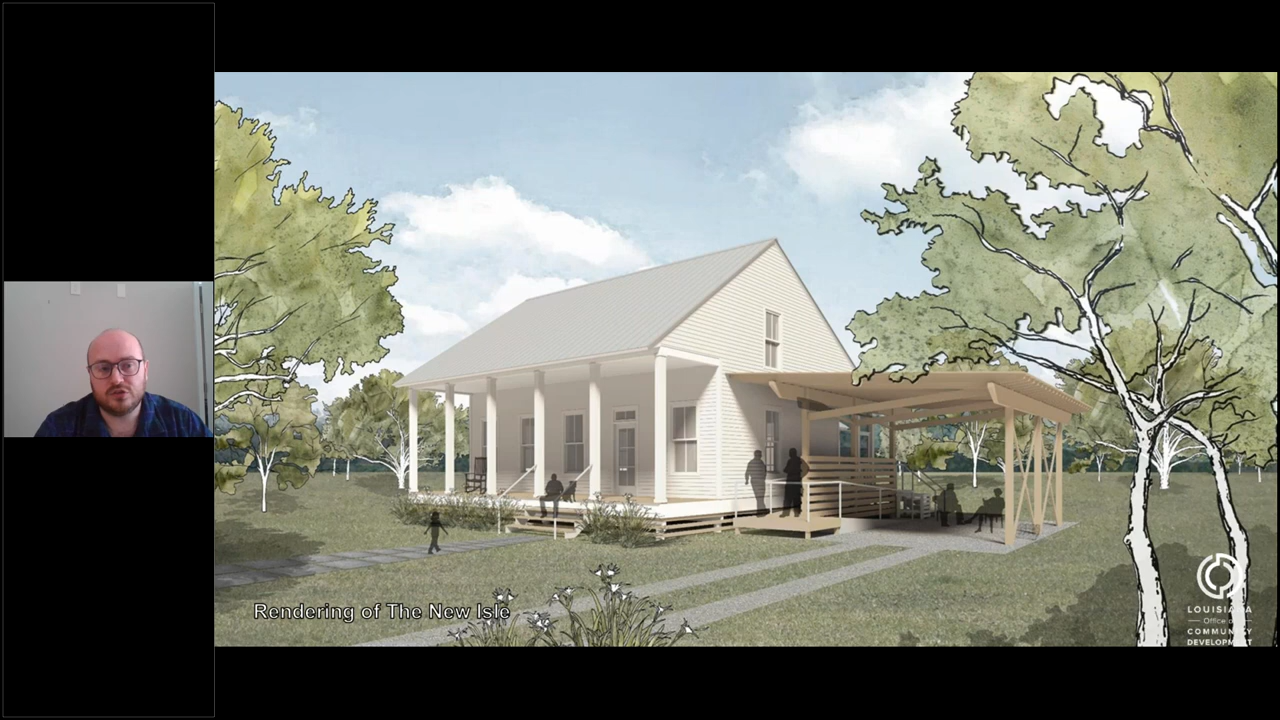 Rendering of The New Isle
LOUISIANA
Office of
COMMUNITY
DEVELOPMENT